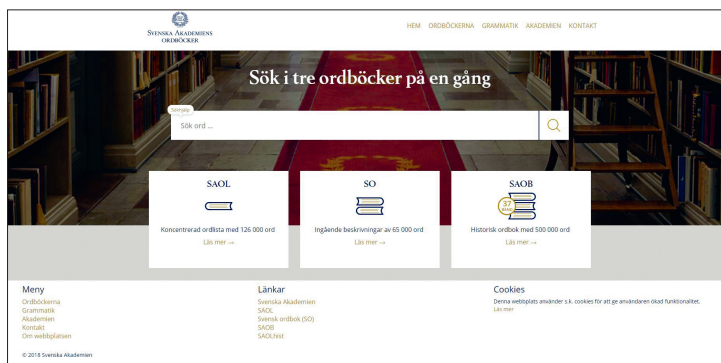 SVENSKA AKADEMIENS
ORDBÖCKER
HEM ORDBÖCKERNA GRAMMATIK AKADEMIEN KONTAKT
Sök i tre ordböcker på en gång
Sökhjälp
Sök ord ...
SAOL
Koncentrerad ordlista med 126 000 ord
Läs mer →
SO
Ingående beskrivningar av 65 000 ord
Läs mer →
SAOB
37
BAND
Historisk ordbok med 500 000 ord
Läs mer →
Meny
Ordböckerna
Grammatik
Akademien
Kontakt
Om webbplatsen
Länkar
Svenska Akademien
SAOL
Svensk ordbok (SO)
SAOB
SAOLhist
Cookies
Denna webbplats använder s.k. cookies för att ge användaren ökad funktionalitet.
Läs mer
© 2018 Svenska Akademien